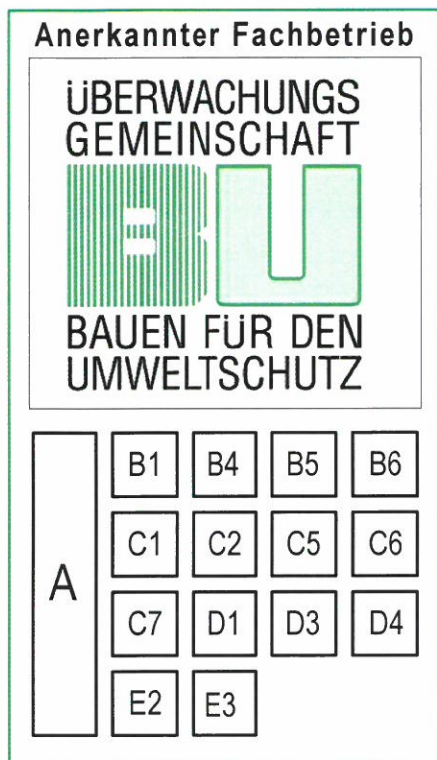 Anerkannter Fachbetrieb
ÜBERWACHUNGS
GEMEINSCHAFT
BU
BAUEN FÜR DEN
UMWELTSCHUTZ
A
B1 B4 B5 B6
C1 C2 C5 C6
C7 D1 D3 D4
E2 E3